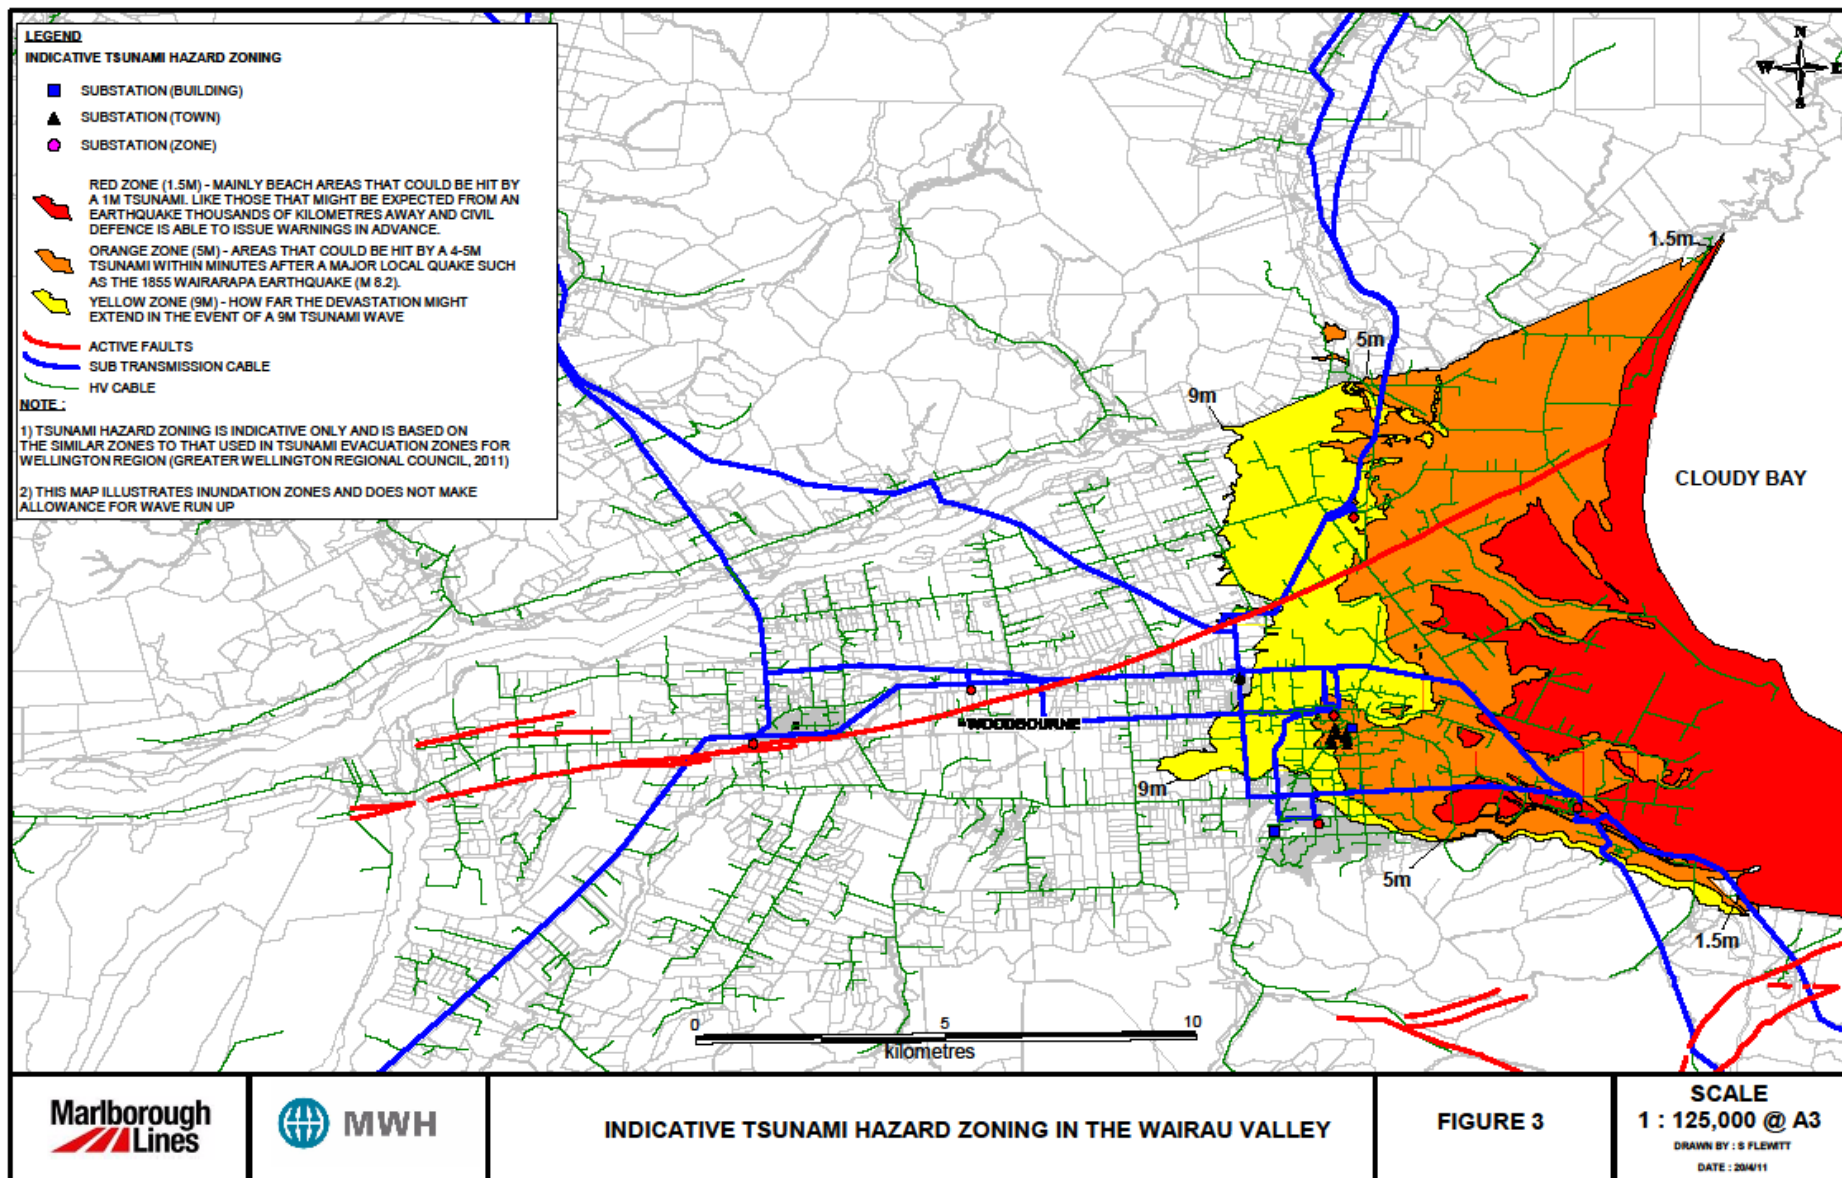 LEGEND
INDICATIVE TSUNAMI HAZARD ZONING
SUBSTATION (BUILDING)
SUBSTATION (TOWN)
SUBSTATION (ZONE)
RED ZONE (1.5M) - MAINLY BEACH AREAS THAT COULD BE HIT BY
A 1M TSUNAMI. LIKE THOSE THAT MIGHT BE EXPECTED FROM AN
EARTHQUAKE THOUSANDS OF KILOMETRES AWAY AND CIVIL
DEFENCE IS ABLE TO ISSUE WARNINGS IN ADVANCE.
ORANGE ZONE (5M) - AREAS THAT COULD BE HIT BY A 4-5M
TSUNAMI WITHIN MINUTES AFTER A MAJOR LOCAL QUAKE SUCH
AS THE 1855 WAIRARAPA EARTHQUAKE (M 8.2).
YELLOW ZONE (9M) - HOW FAR THE DEVASTATION MIGHT
EXTEND IN THE EVENT OF A 9M TSUNAMI WAVE
ACTIVE FAULTS
SUB TRANSMISSION CABLE
HV CABLE
NOTE :
1) TSUNAMI HAZARD ZONING IS INDICATIVE ONLY AND IS BASED ON
THE SIMILAR ZONES TO THAT USED IN TSUNAMI EVACUATION ZONES FOR
WELLINGTON REGION (GREATER WELLINGTON REGIONAL COUNCIL, 2011)
2) THIS MAP ILLUSTRATES INUNDATION ZONES AND DOES NOT MAKE
ALLOWANCE FOR WAVE RUN UP
N
W E
S
1.5m
5m
9m
CLOUDY BAY
WOODBOURNE
9m
5m
1.5m
0 5 10
kilometres
Marlborough
Lines
MWH
INDICATIVE TSUNAMI HAZARD ZONING IN THE WAIRAU VALLEY
FIGURE 3
SCALE
1 : 125,000 @ A3
DRAWN BY : S FLEWITT
DATE : 20/4/11